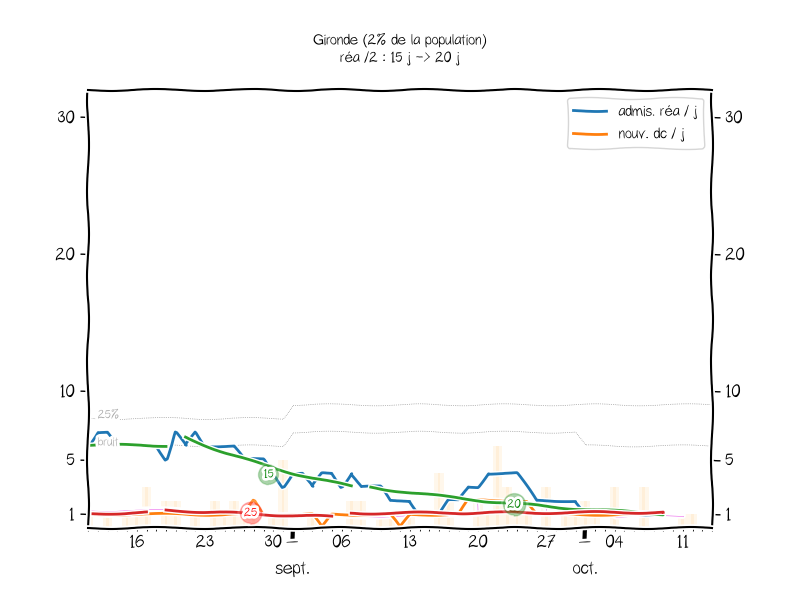 Gironde (2% de la population)
réa /2 : 15 j -> 20 j
admis. réa / j
nouv. dc / j
30
30
20
20
10
10
25%
bruit
5
5
15
20
25
1
1
16 23 30 06 13 20 27 04 11
sept. oct.